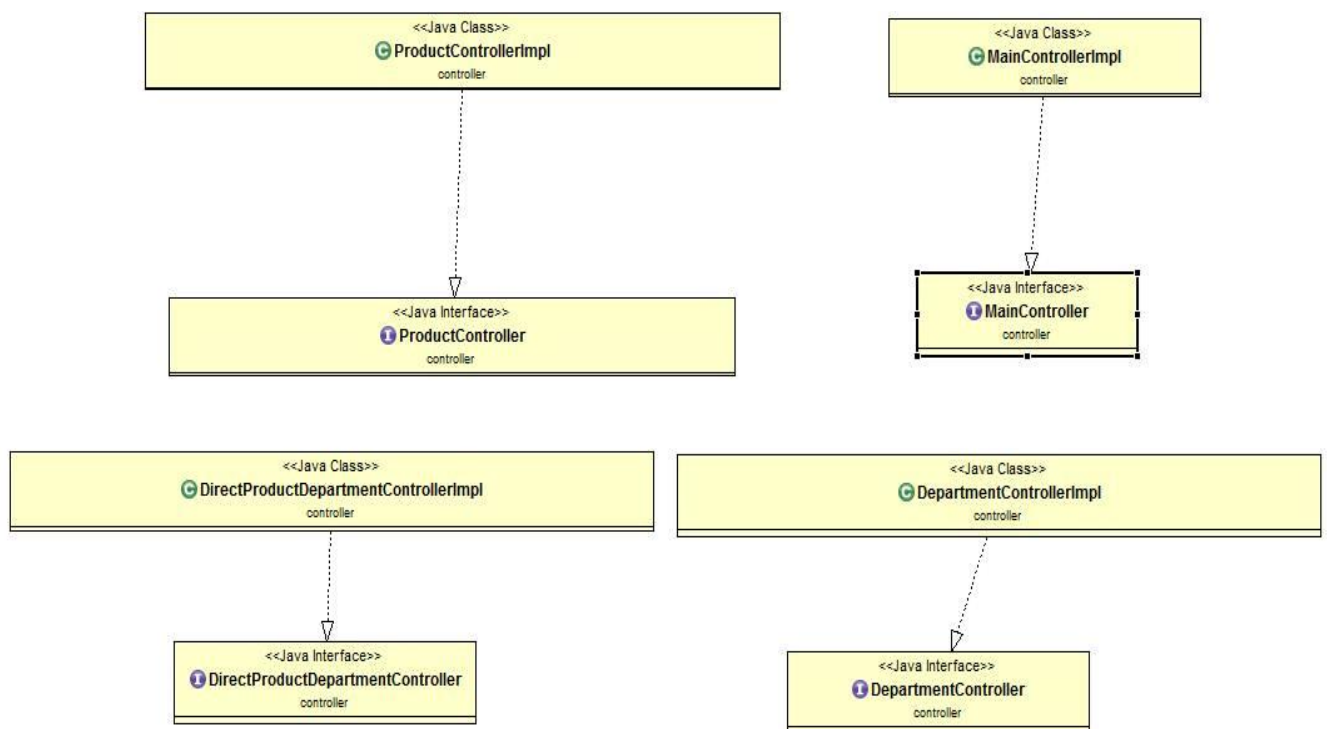 <<Java Class>>
ProductControllerImpl
controller
<<Java Class>>
MainControllerImpl
controller
<<Java Interface>>
ProductController
controller
<<Java Interface>>
MainController
controller
<<Java Class>>
DirectProductDepartmentControllerImpl
controller
<<Java Class>>
DepartmentControllerImpl
controller
<<Java Interface>>
DirectProductDepartmentController
controller
<<Java Interface>>
DepartmentController
controller